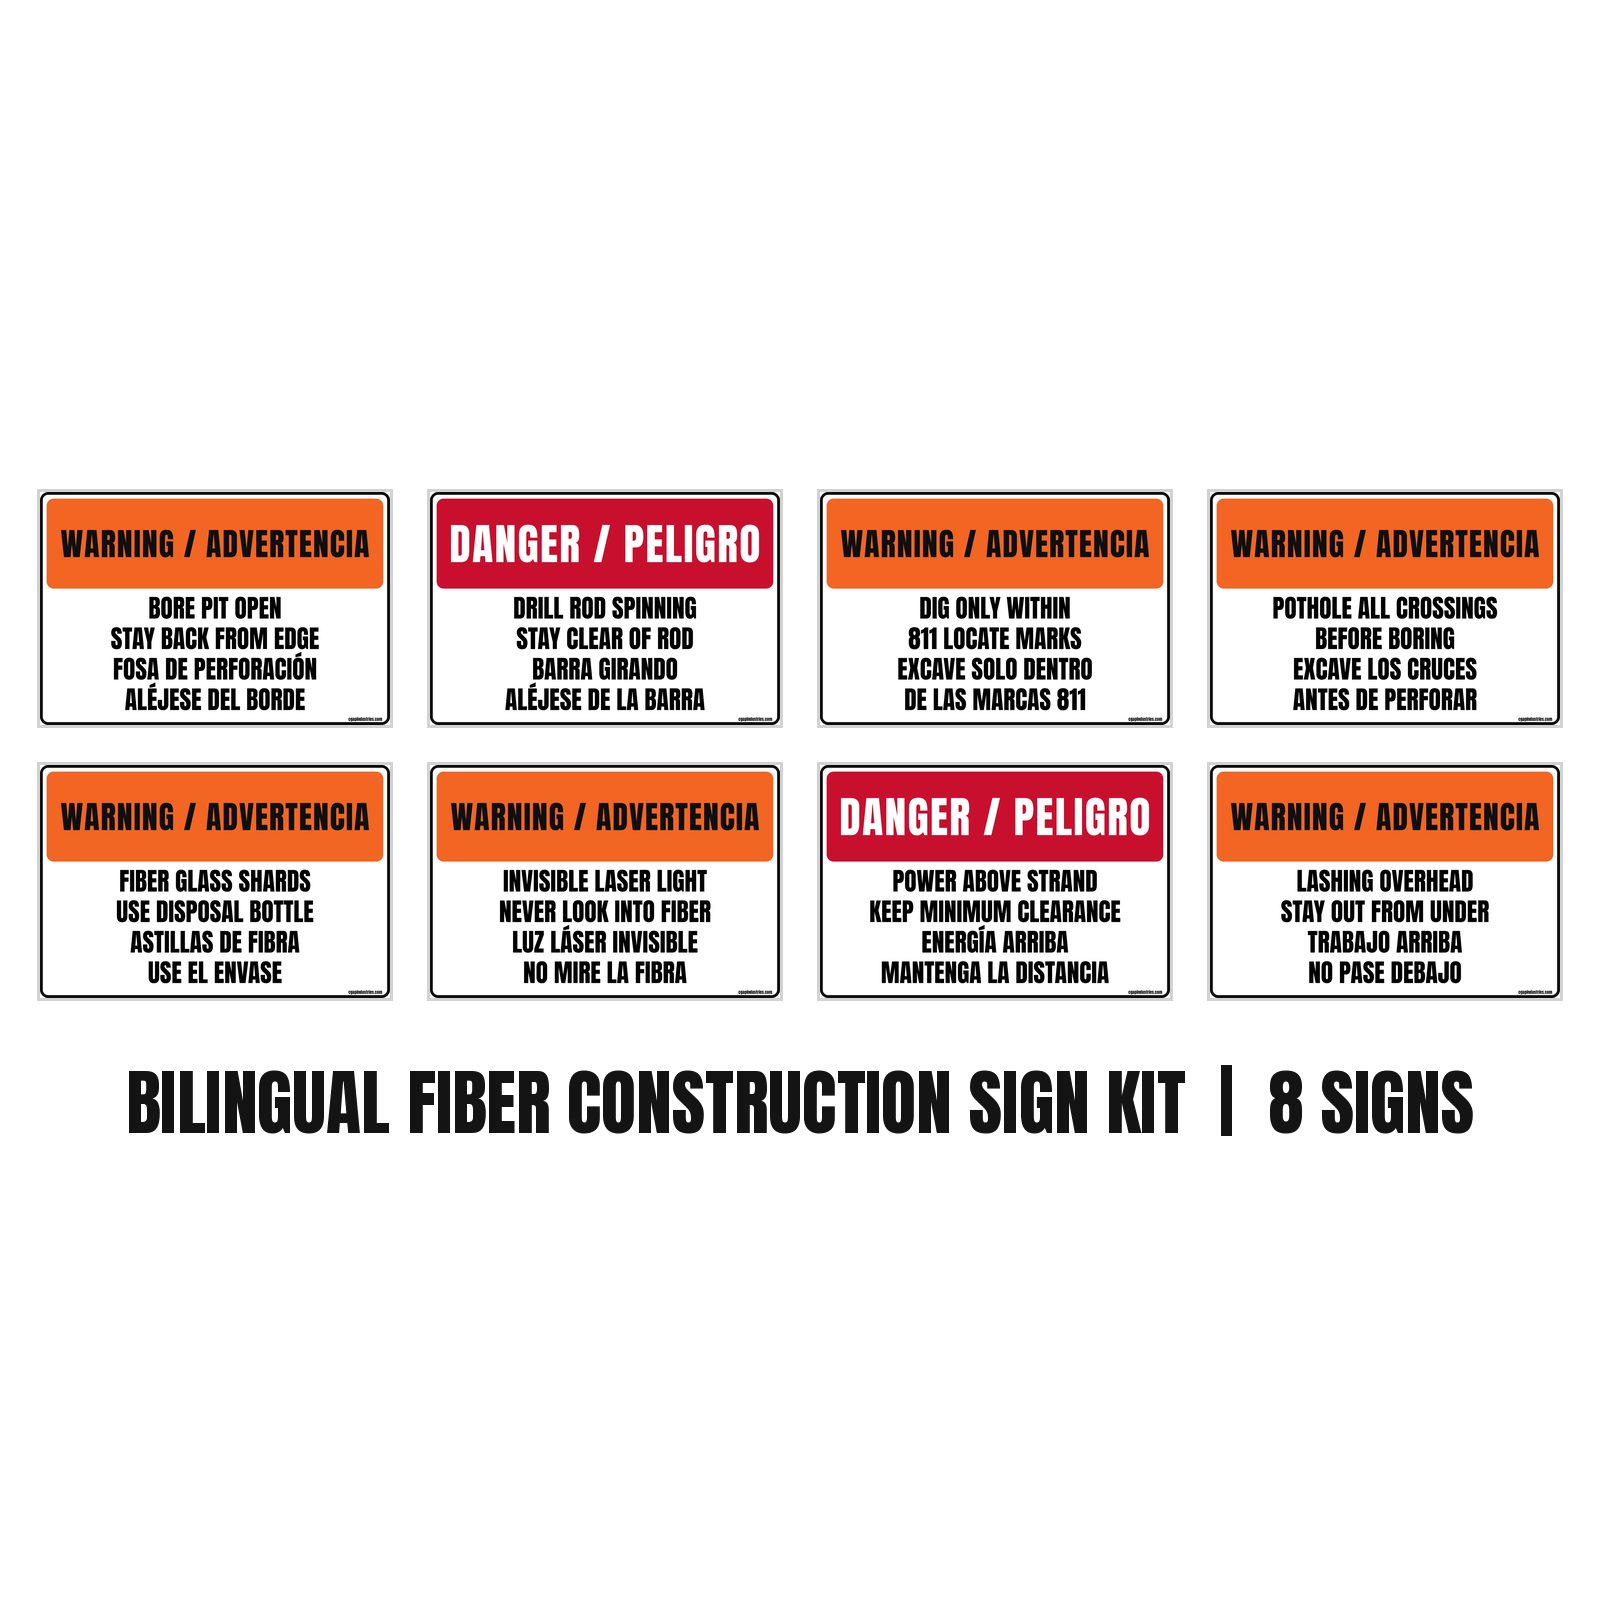 WARNING / ADVERTENCIA
BORE PIT OPEN
STAY BACK FROM EDGE
FOSA DE PERFORACIÓN
ALÉJESE DEL BORDE
DANGER / PELIGRO
DRILL ROD SPINNING
STAY CLEAR OF ROD
BARRA GIRANDO
ALÉJESE DE LA BARRA
WARNING / ADVERTENCIA
DIG ONLY WITHIN
811 LOCATE MARKS
EXCAVE SOLO DENTRO
DE LAS MARCAS 811
WARNING / ADVERTENCIA
POTHOLE ALL CROSSINGS
BEFORE BORING
EXCAVE LOS CRUCES
ANTES DE PERFORAR
WARNING / ADVERTENCIA
FIBER GLASS SHARDS
USE DISPOSAL BOTTLE
ASTILLAS DE FIBRA
USE EL ENVASE
WARNING / ADVERTENCIA
INVISIBLE LASER LIGHT
NEVER LOOK INTO FIBER
LUZ LÁSER INVISIBLE
NO MIRE LA FIBRA
DANGER / PELIGRO
POWER ABOVE STRAND
KEEP MINIMUM CLEARANCE
ENERGÍA ARRIBA
MANTENGA LA DISTANCIA
WARNING / ADVERTENCIA
LASHING OVERHEAD
STAY OUT FROM UNDER
TRABAJO ARRIBA
NO PASE DEBAJO
BILINGUAL FIBER CONSTRUCTION SIGN KIT | 8 SIGNS